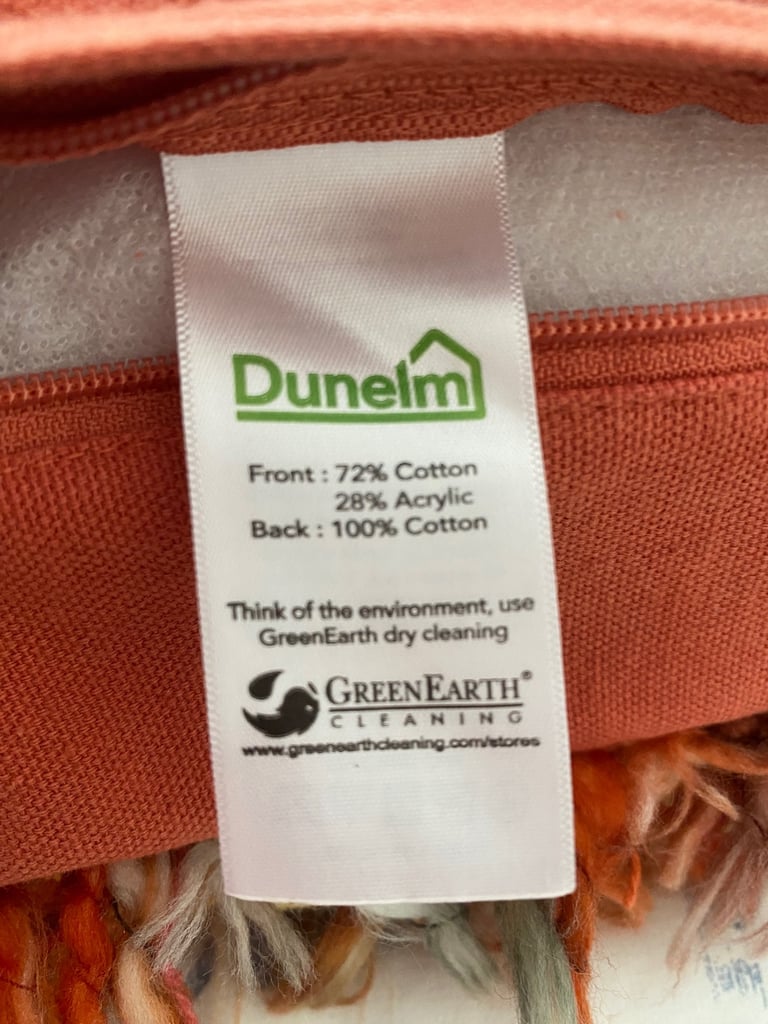 Dunelm
Front : 72% Cotton
28% Acrylic
Back : 100% Cotton
Think of the environment, use
GreenEarth dry cleaning
GREENEARTH®
CLEANING
www.greenearthcleaning.com/stores